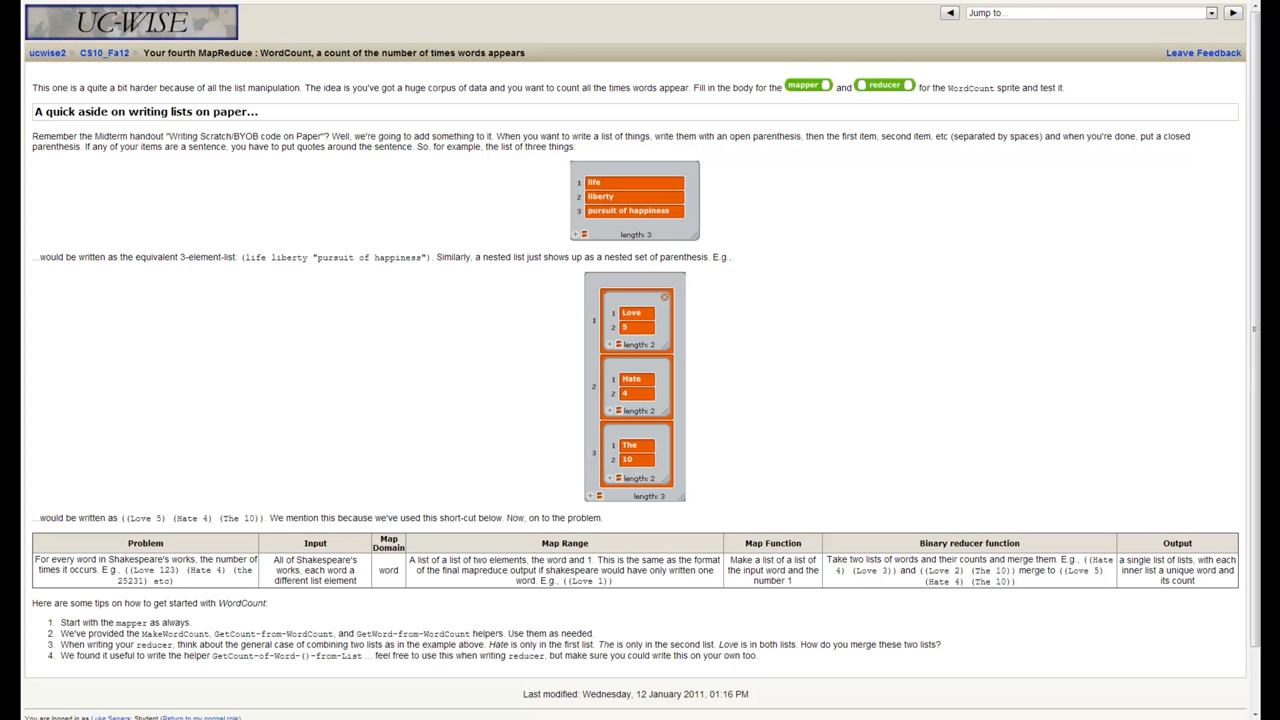 UC-WISE
Jump to...
ucwise2 CS10_Fa12 Your fourth MapReduce : WordCount, a count of the number of times words appears
Leave Feedback
This one is a quite a bit harder because of all the list manipulation. The idea is you've got a huge corpus of data and you want to count all the times words appear. Fill in the body for the mapper and reducer for the WordCount sprite and test it.
A quick aside on writing lists on paper...
Remember the Midterm handout "Writing Scratch/BYOB code on Paper"? Well, we're going to add something to it. When you want to write a list of things, write them with an open parenthesis, then the first item, second item, etc (separated by spaces) and when you're done, put a closed
parenthesis. If any of your items are a sentence, you have to put quotes around the sentence. So, for example, the list of three things:
1 life
2 liberty
3 pursuit of happiness
+ length: 3
...would be written as the equivalent 3-element-list: (life liberty "pursuit of happiness"). Similarly, a nested list just shows up as a nested set of parenthesis. E.g.,
1
1 Love
2 5
+ length: 2
2
1 Hate
2 4
+ length: 2
3
1 The
2 10
+ length: 2
+ length: 3
...would be written as ((Love 5) (Hate 4) (The 10)). We mention this because we've used this short-cut below. Now, on to the problem.
Problem
Input
Map
Domain
Map Range
Map Function
Binary reducer function
Output
For every word in Shakespeare's works, the number of
times it occurs. E.g., ((Love 123) (Hate 4) (the
25231) etc)
All of Shakespeare's
works, each word a
different list element
word
A list of a list of two elements, the word and 1. This is the same as the format
of the final mapreduce output if shakespeare would have only written one
word. E.g., ((Love 1))
Make a list of a list of
the input word and the
number 1
Take two lists of words and their counts and merge them. E.g., ((Hate
4) (Love 3)) and ((Love 2) (The 10)) merge to ((Love 5)
(Hate 4) (The 10))
a single list of lists, with each
inner list a unique word and
its count
Here are some tips on how to get started with WordCount:
1. Start with the mapper as always.
2. We've provided the MakeWordCount, GetCount-from-WordCount, and GetWord-from-WordCount helpers. Use them as needed.
3. When writing your reducer, think about the general case of combining two lists as in the example above. Hate is only in the first list. The is only in the second list. Love is in both lists. How do you merge these two lists?
4. We found it useful to write the helper GetCount-of-Word-()-from-List ... feel free to use this when writing reducer, but make sure you could write this on your own too.
Last modified: Wednesday, 12 January 2011, 01:16 PM
You are logged in as Luke Segars: Student (Return to my normal role)